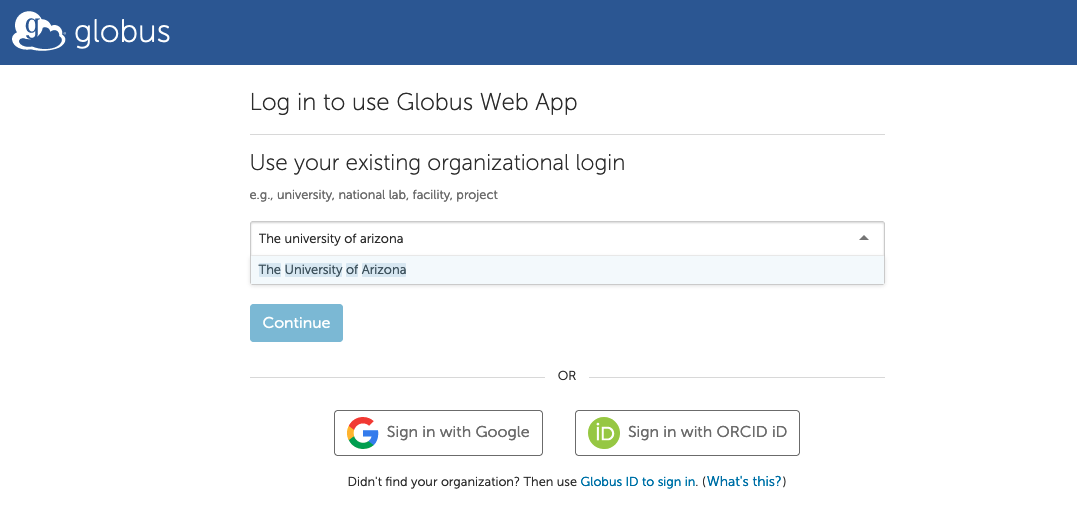 g globus
Log in to use Globus Web App
Use your existing organizational login
e.g., university, national lab, facility, project
The university of arizona
The University of Arizona
Continue
OR
Sign in with Google
iD Sign in with ORCID iD
Didn't find your organization? Then use Globus ID to sign in. (What's this?)